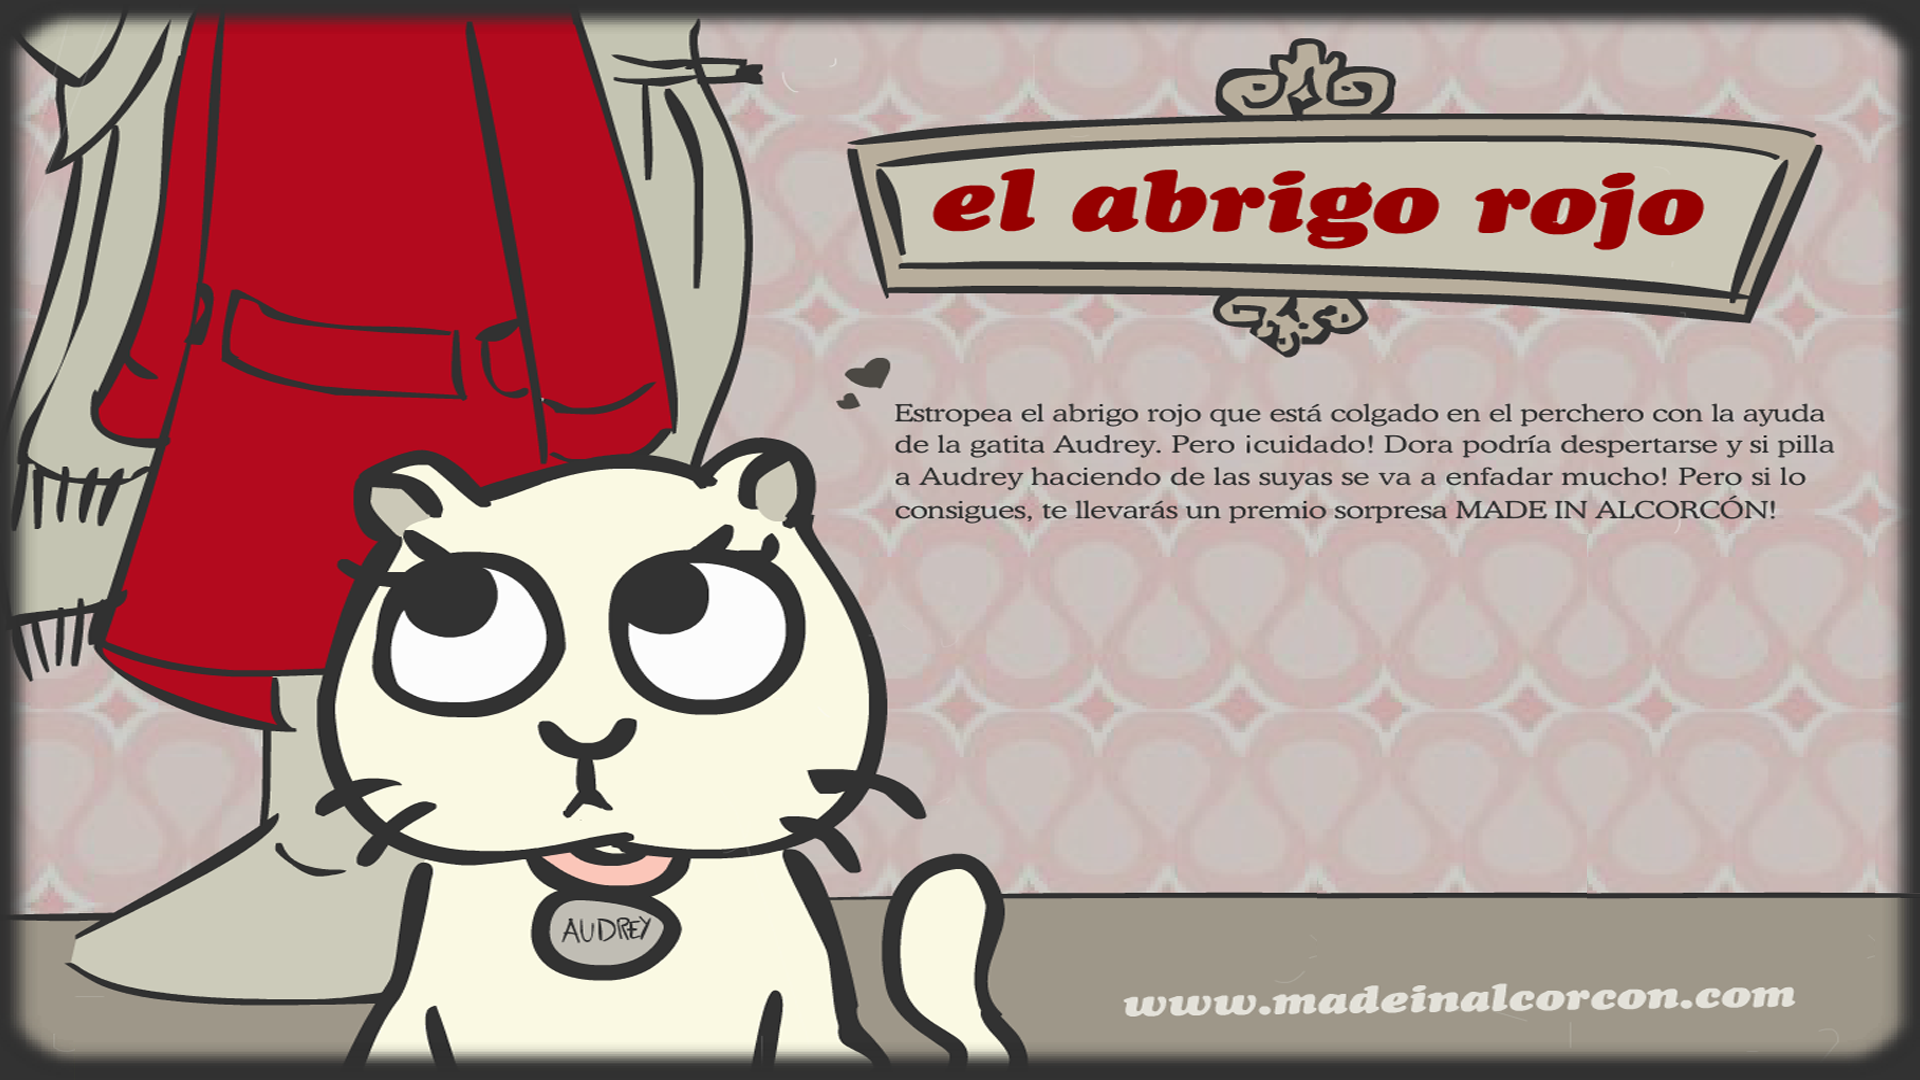 el abrigo rojo
Estropea el abrigo rojo que está colgado en el perchero con la ayuda
de la gatita Audrey. Pero ¡cuidado! Dora podría despertarse y si pilla
a Audrey haciendo de las suyas se va a enfadar mucho! Pero si lo
consigues, te llevarás un premio sorpresa MADE IN ALCORCÓN!
AUDREY
www.madeinalcorcon.com